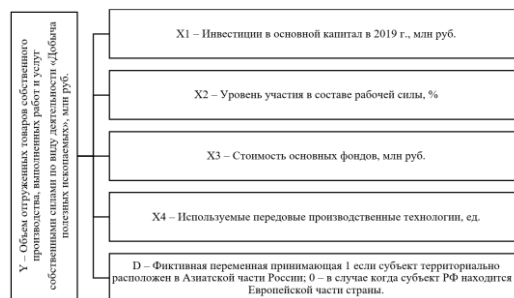 Y – Объем отгруженных товаров собственного
производства, выполненных работ и услуг
собственными силами по виду деятельности «Добыча
полезных ископаемых», млн руб.
X1 – Инвестиции в основной капитал в 2019 г., млн руб.
X2 – Уровень участия в составе рабочей силы, %
X3 – Стоимость основных фондов, млн руб.
X4 – Используемые передовые производственные технологии, ед.
D – Фиктивная переменная принимающая 1 если субъект территориально
расположен в Азиатской части России; 0 – в случае когда субъект РФ находится
Европейской части страны.